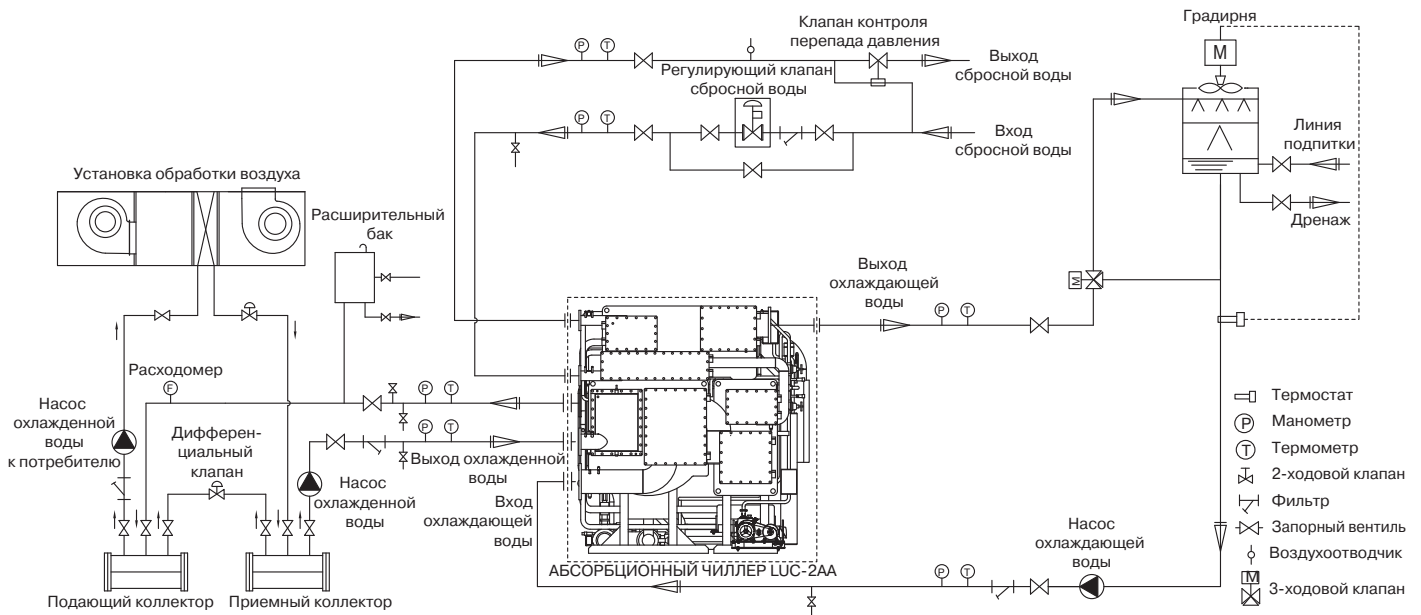 Клапан контроля
перепада давления
Градирня
M
Выход
сбросной воды
Регулирующий клапан
сбросной воды
P
T
P
T
Вход
сбросной воды
Линия
подпитки
Дренаж
Установка обработки воздуха
Расширительный
бак
Выход
охлаждающей
воды
M
P
T
Расходомер
F
P
T
Насос
охлажденной
воды
к потребителю
Дифферен-
циальный
клапан
P
T
Выход охлажденной
воды
Насос
охлажденной
воды
Вход
охлаждающей
воды
Термостат
P
Манометр
T
Термометр
2-ходовой клапан
Фильтр
Запорный вентиль
Воздухоотводчик
M
3-ходовой клапан
Насос
охлаждающей
воды
P
T
АБСОРБЦИОННЫЙ ЧИЛЛЕР LUC-2AA
Подающий коллектор
Приемный коллектор